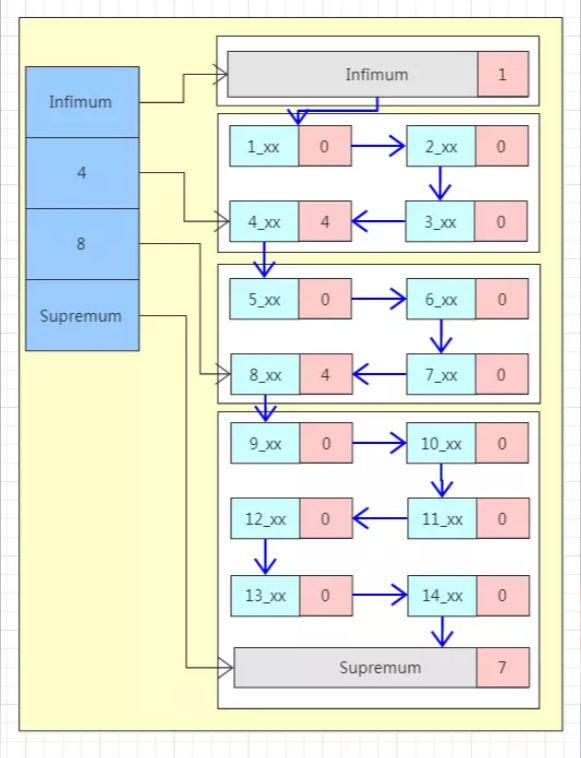 Infimum
4
8
Supremum
Infimum 1
1_xx 0 2_xx 0
4_xx 4 3_xx 0
5_xx 0 6_xx 0
8_xx 4 7_xx 0
9_xx 0 10_xx 0
12_xx 0 11_xx 0
13_xx 0 14_xx 0
Supremum 7